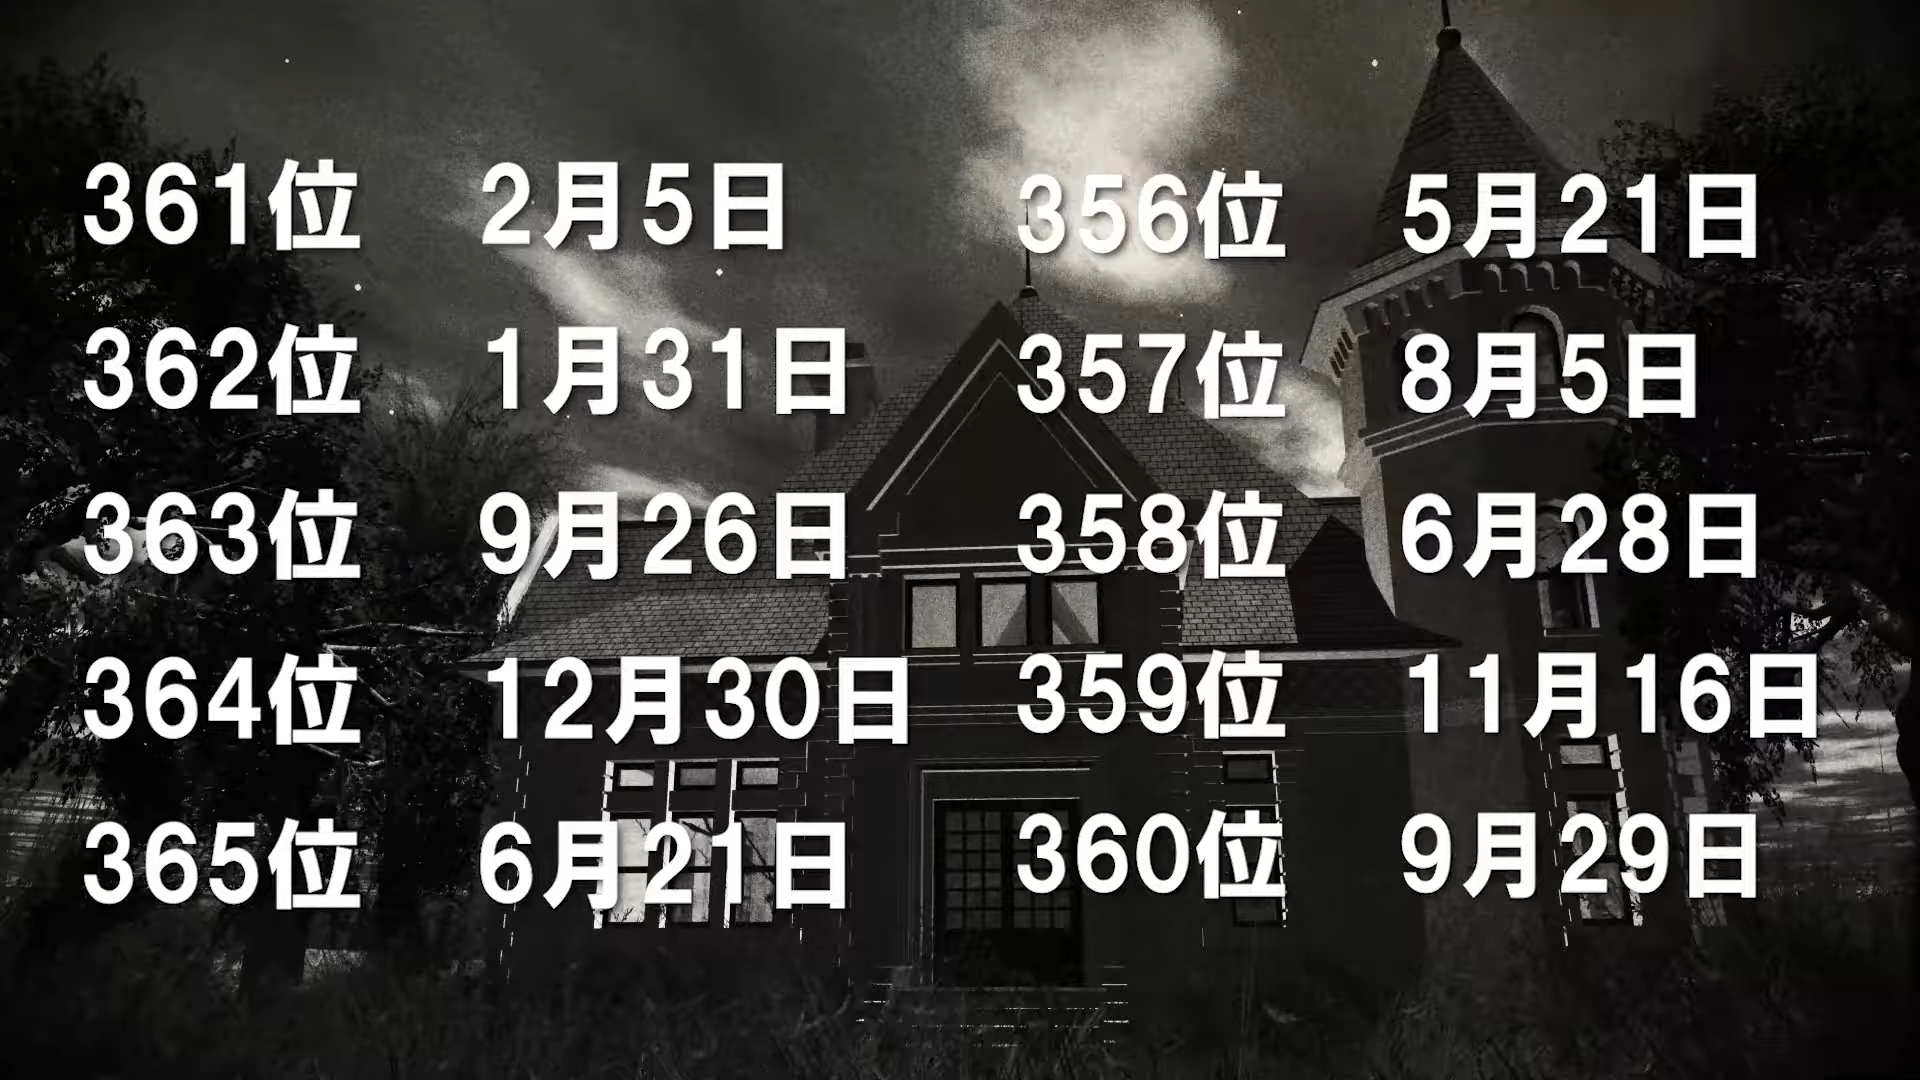 361位 2月5日
362位 1月31日
363位 9月26日
364位 12月30日
365位 6月21日
356位 5月21日
357位 8月5日
358位 6月28日
359位 11月16日
360位 9月29日